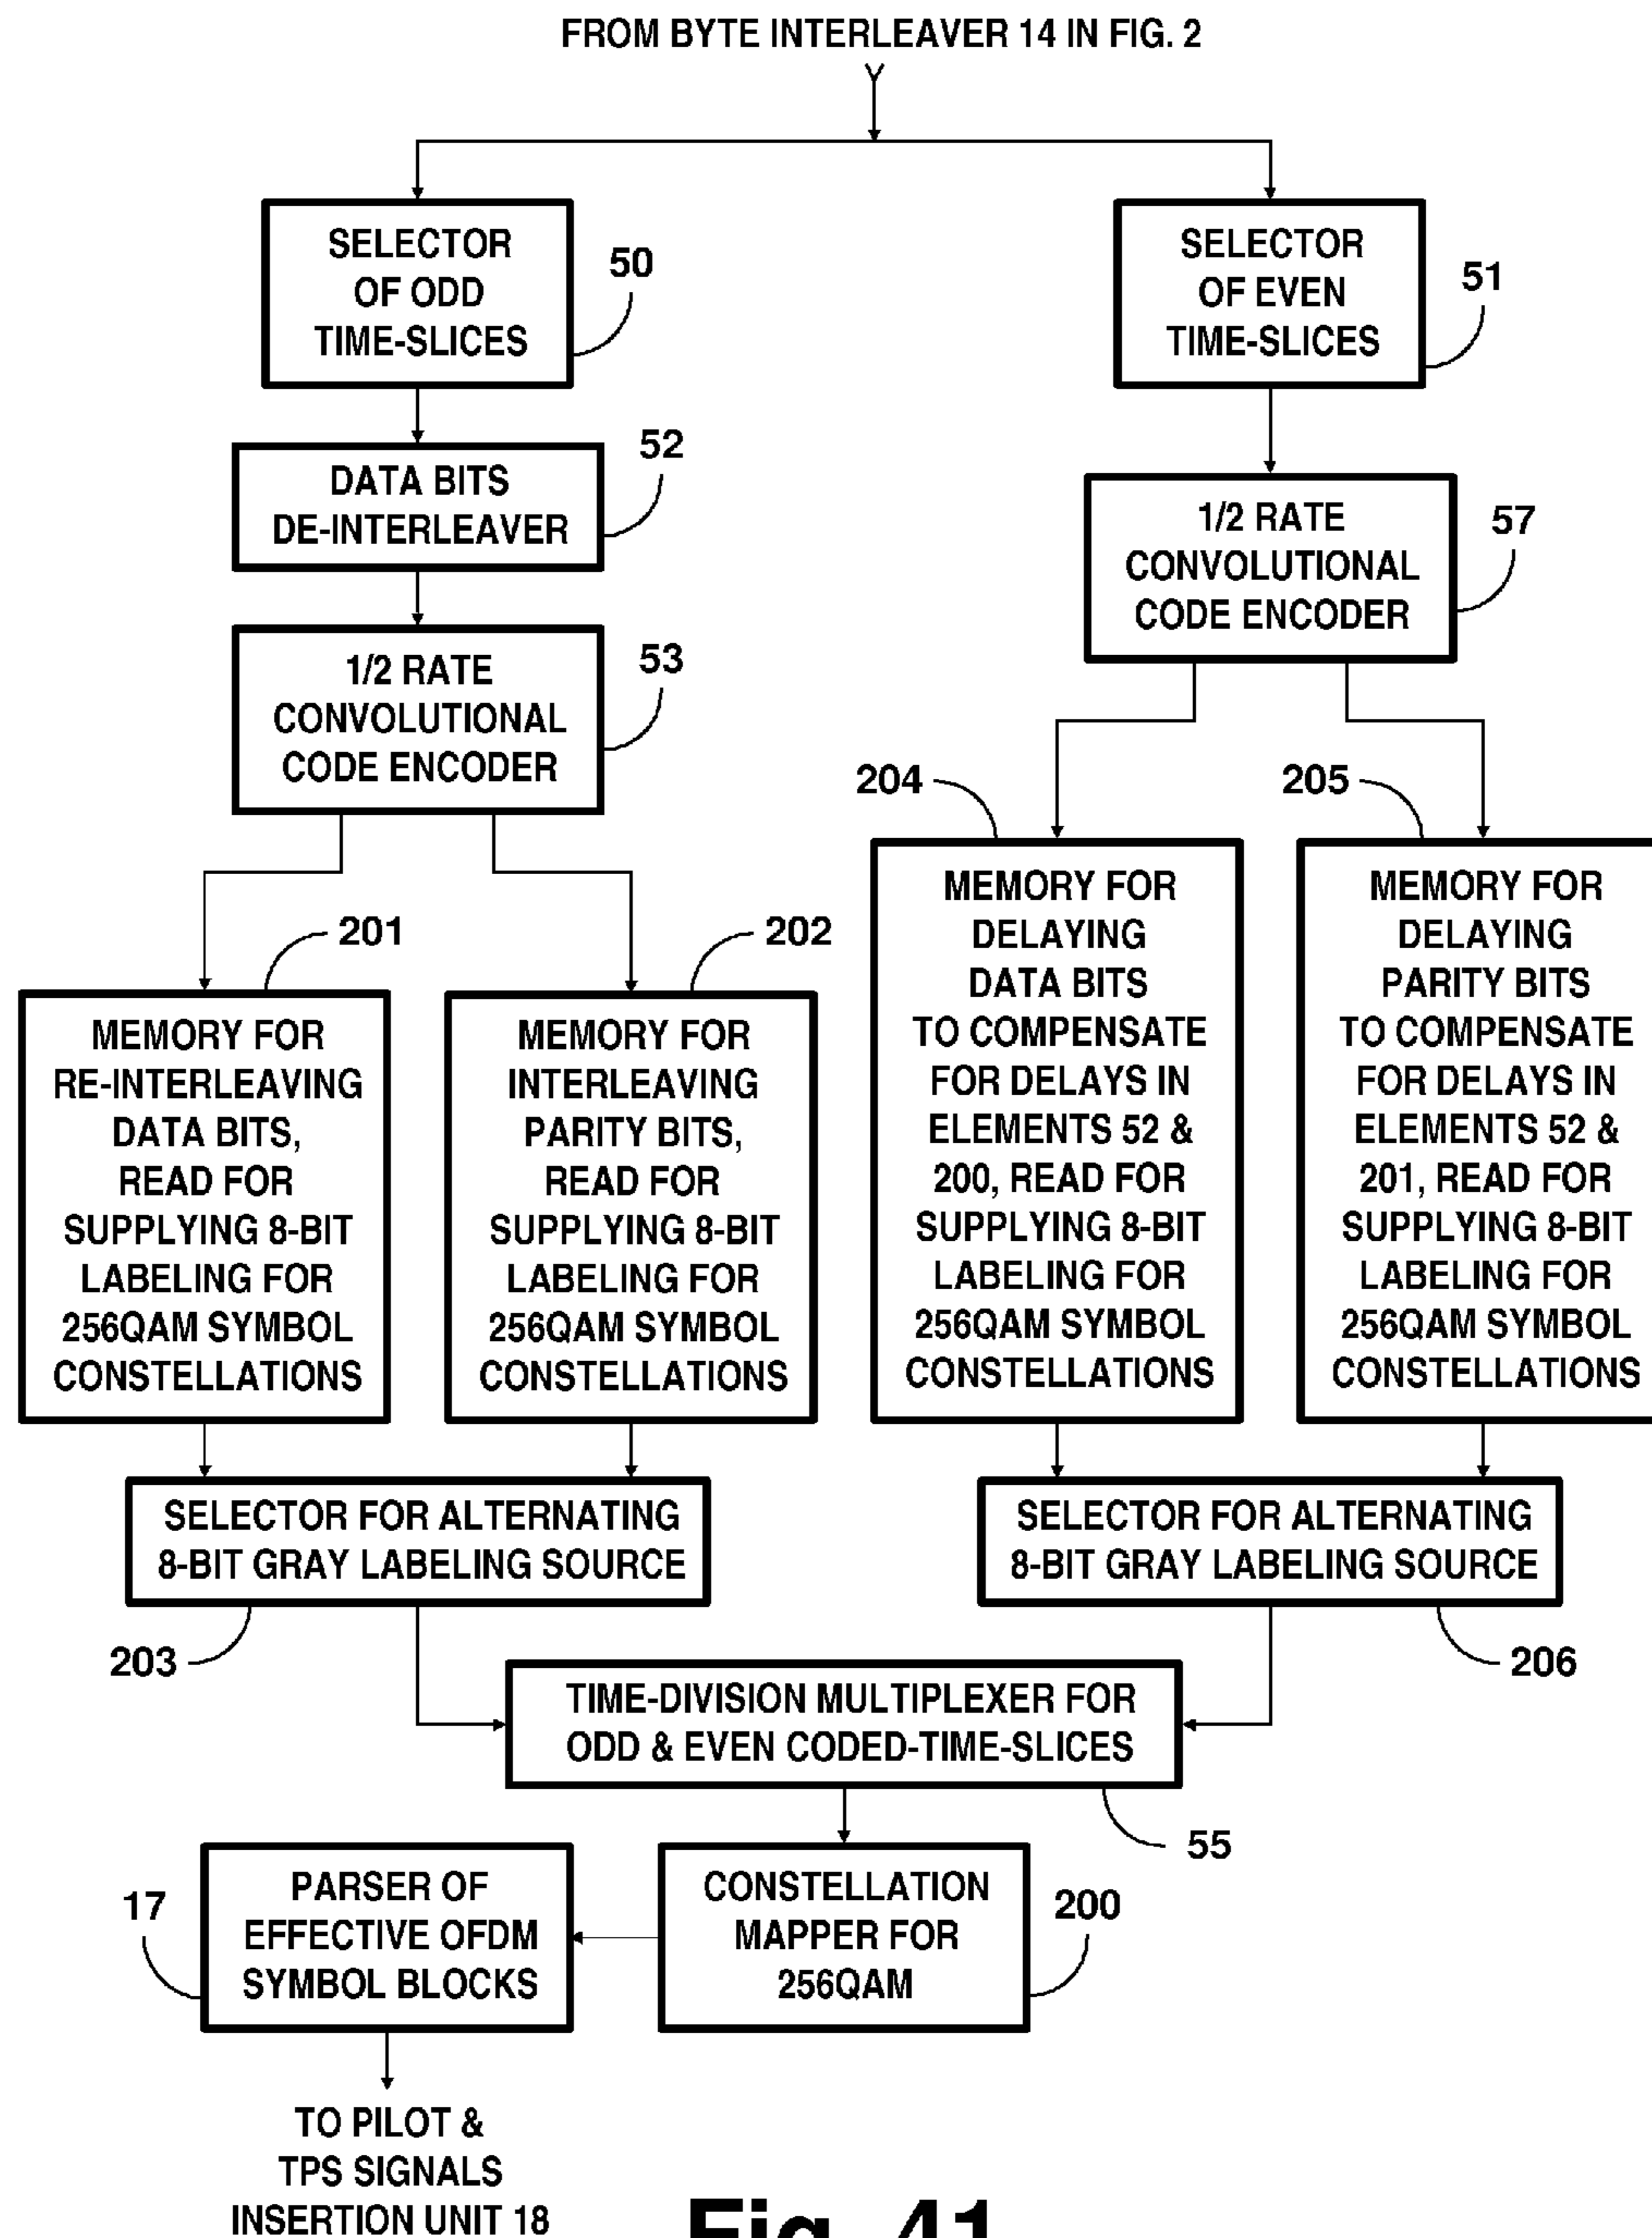 FROM BYTE INTERLEAVER 14 IN FIG. 2
SELECTOR
OF ODD
TIME-SLICES
50
SELECTOR
OF EVEN
TIME-SLICES
51
DATA BITS
DE-INTERLEAVER
52
1/2 RATE
CONVOLUTIONAL
CODE ENCODER
57
1/2 RATE
CONVOLUTIONAL
CODE ENCODER
53
204
205
201
202
MEMORY FOR
RE-INTERLEAVING
DATA BITS,
READ FOR
SUPPLYING 8-BIT
LABELING FOR
256QAM SYMBOL
CONSTELLATIONS
MEMORY FOR
INTERLEAVING
PARITY BITS,
READ FOR
SUPPLYING 8-BIT
LABELING FOR
256QAM SYMBOL
CONSTELLATIONS
MEMORY FOR
DELAYING
DATA BITS
TO COMPENSATE
FOR DELAYS IN
ELEMENTS 52 &
200, READ FOR
SUPPLYING 8-BIT
LABELING FOR
256QAM SYMBOL
CONSTELLATIONS
MEMORY FOR
DELAYING
PARITY BITS
TO COMPENSATE
FOR DELAYS IN
ELEMENTS 52 &
201, READ FOR
SUPPLYING 8-BIT
LABELING FOR
256QAM SYMBOL
CONSTELLATIONS
SELECTOR FOR ALTERNATING
8-BIT GRAY LABELING SOURCE
203
SELECTOR FOR ALTERNATING
8-BIT GRAY LABELING SOURCE
206
TIME-DIVISION MULTIPLEXER FOR
ODD & EVEN CODED-TIME-SLICES
55
17
PARSER OF
EFFECTIVE OFDM
SYMBOL BLOCKS
CONSTELLATION
MAPPER FOR
256QAM
200
TO PILOT &
TPS SIGNALS
INSERTION UNIT 18
Fig. 41